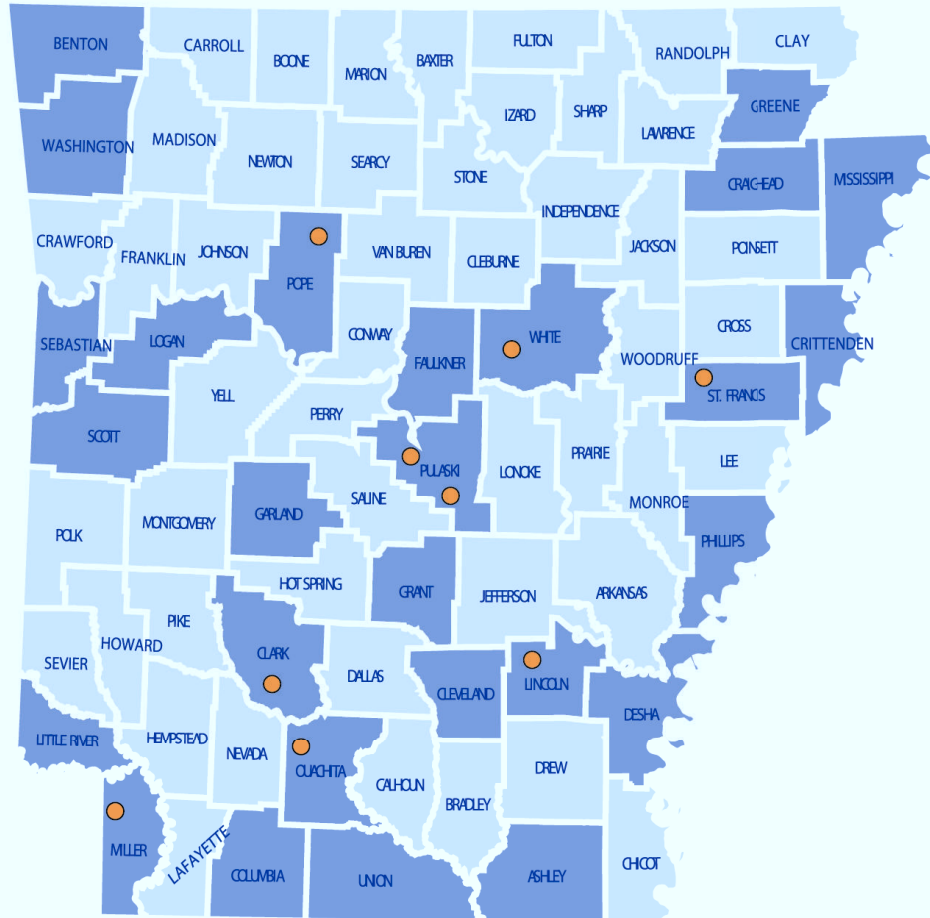 BENTON
CARROLL
BOONE
MARION
BAXTER
FULTON
RANDOLPH
CLAY
WASHINGTON
MADISON
NEWTON
SEARCY
STONE
IZARD
SHARP
LAWRENCE
GREENE
CRAIGHEAD
MISSISSIPPI
CRAWFORD
FRANKLIN
JOHNSON
POPE
VAN BUREN
CLEBURNE
INDEPENDENCE
JACKSON
POINSETT
SEBASTIAN
LOGAN
CONWAY
FAULKNER
WHITE
WOODRUFF
CROSS
CRITTENDEN
ST. FRANCIS
SCOTT
YELL
PERRY
PULASKI
LONOKE
PRAIRIE
LEE
POLK
MONTGOMERY
GARLAND
SALINE
MONROE
PHILLIPS
HOT SPRING
GRANT
JEFFERSON
ARKANSAS
SEVIER
HOWARD
PIKE
CLARK
DALLAS
CLEVELAND
LINCOLN
DESHA
LITTLE RIVER
HEMPSTEAD
NEVADA
OUACHITA
CALHOUN
BRADLEY
DREW
MILLER
LAFAYETTE
COLUMBIA
UNION
ASHLEY
CHICOT